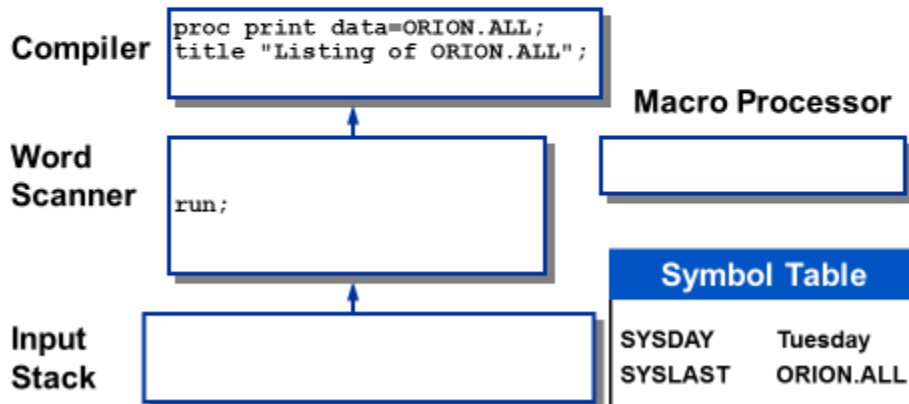 Compiler
proc print data=ORION.ALL;
title "Listing of ORION.ALL";
Macro Processor
Word
Scanner
run;
Symbol Table
Input
Stack
SYSDAY Tuesday
SYSLAST ORION.ALL